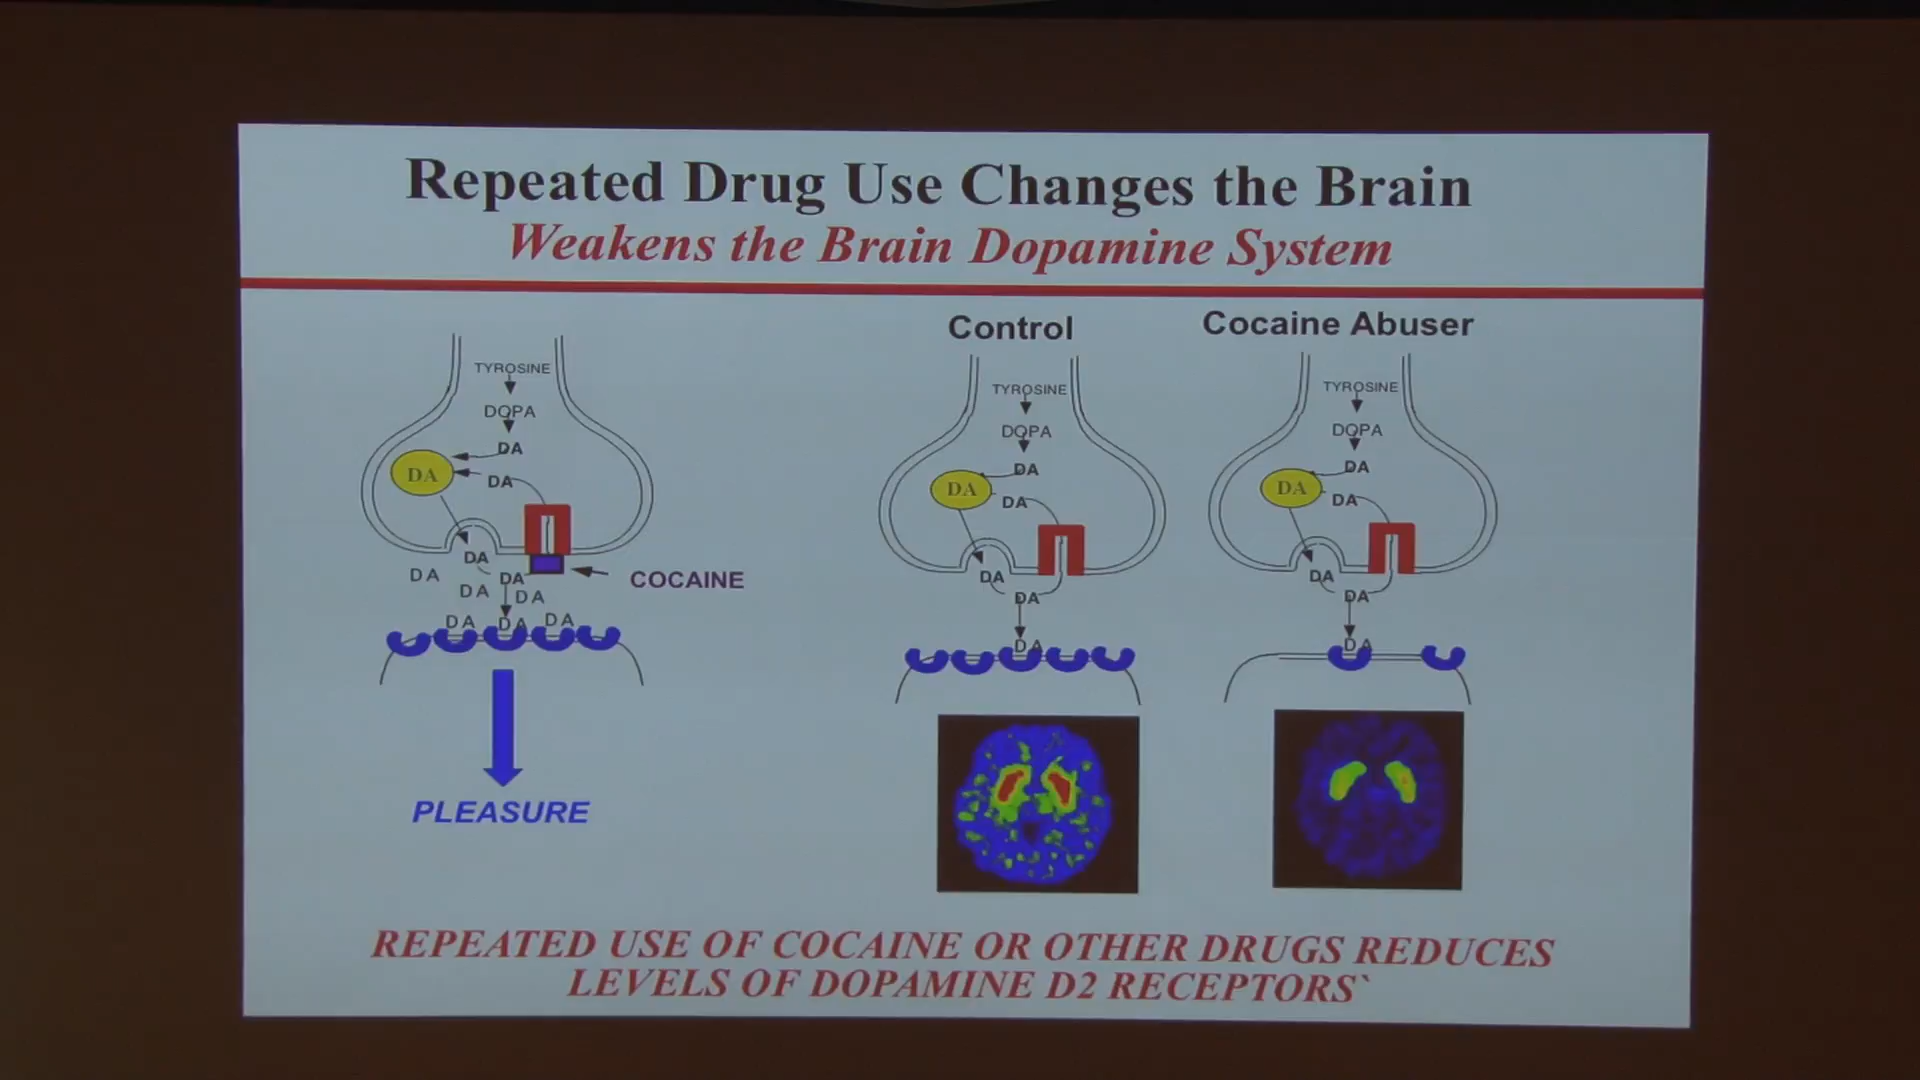 Repeated Drug Use Changes the Brain
Weakens the Brain Dopamine System
TYROSINE
DOPA
DA
DA
DA
DA
DA
DA
DA
DA
DA
DA
DA
COCAINE
PLEASURE
Control
TYROSINE
DOPA
DA
DA
DA
DA
DA
DA
Cocaine Abuser
TYROSINE
DOPA
DA
DA
DA
DA
DA
DA
REPEATED USE OF COCAINE OR OTHER DRUGS REDUCES
LEVELS OF DOPAMINE D2 RECEPTORS`